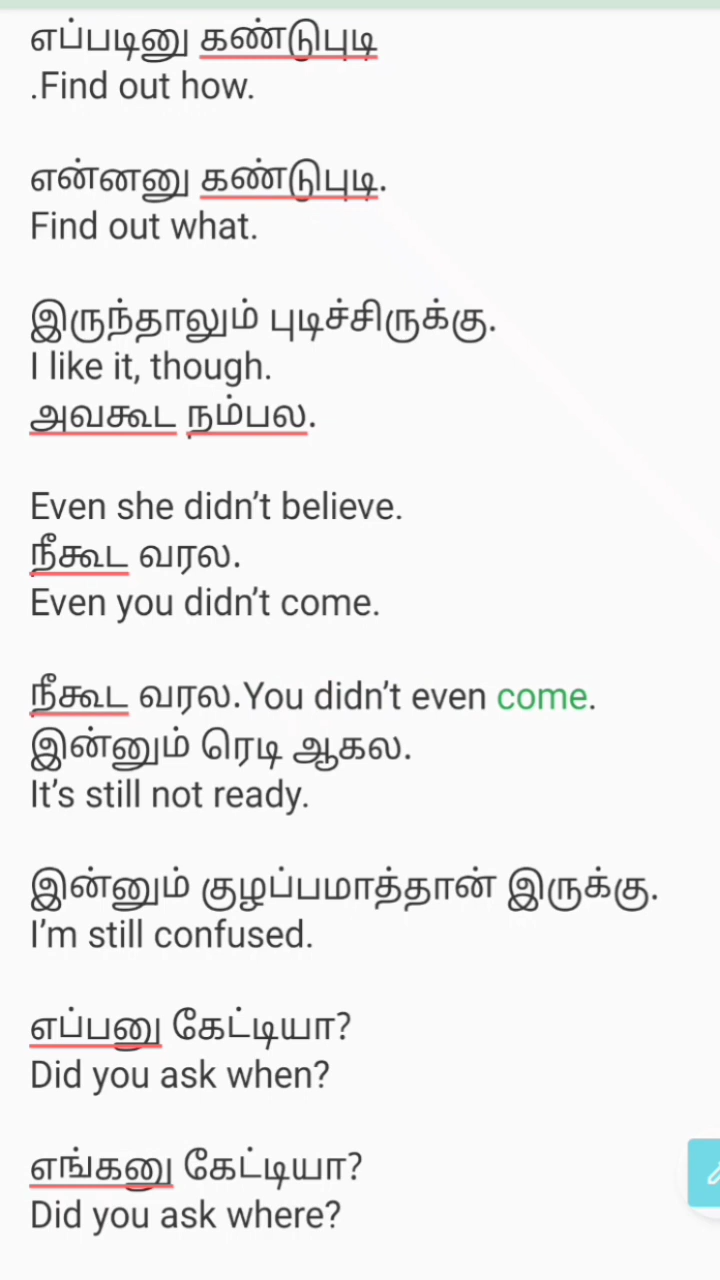 எப்படினு கண்டுபுடி
.Find out how.
என்னனு கண்டுபுடி.
Find out what.
இருந்தாலும் புடிச்சிருக்கு.
I like it, though.
அவகூட நம்பல.
Even she didn’t believe.
நீகூட வரல.
Even you didn’t come.
நீகூட வரல.You didn’t even come.
இன்னும் ரெடி ஆகல.
It’s still not ready.
இன்னும் குழப்பமாத்தான் இருக்கு.
I’m still confused.
எப்பனு கேட்டியா?
Did you ask when?
எங்கனு கேட்டியா?
Did you ask where?